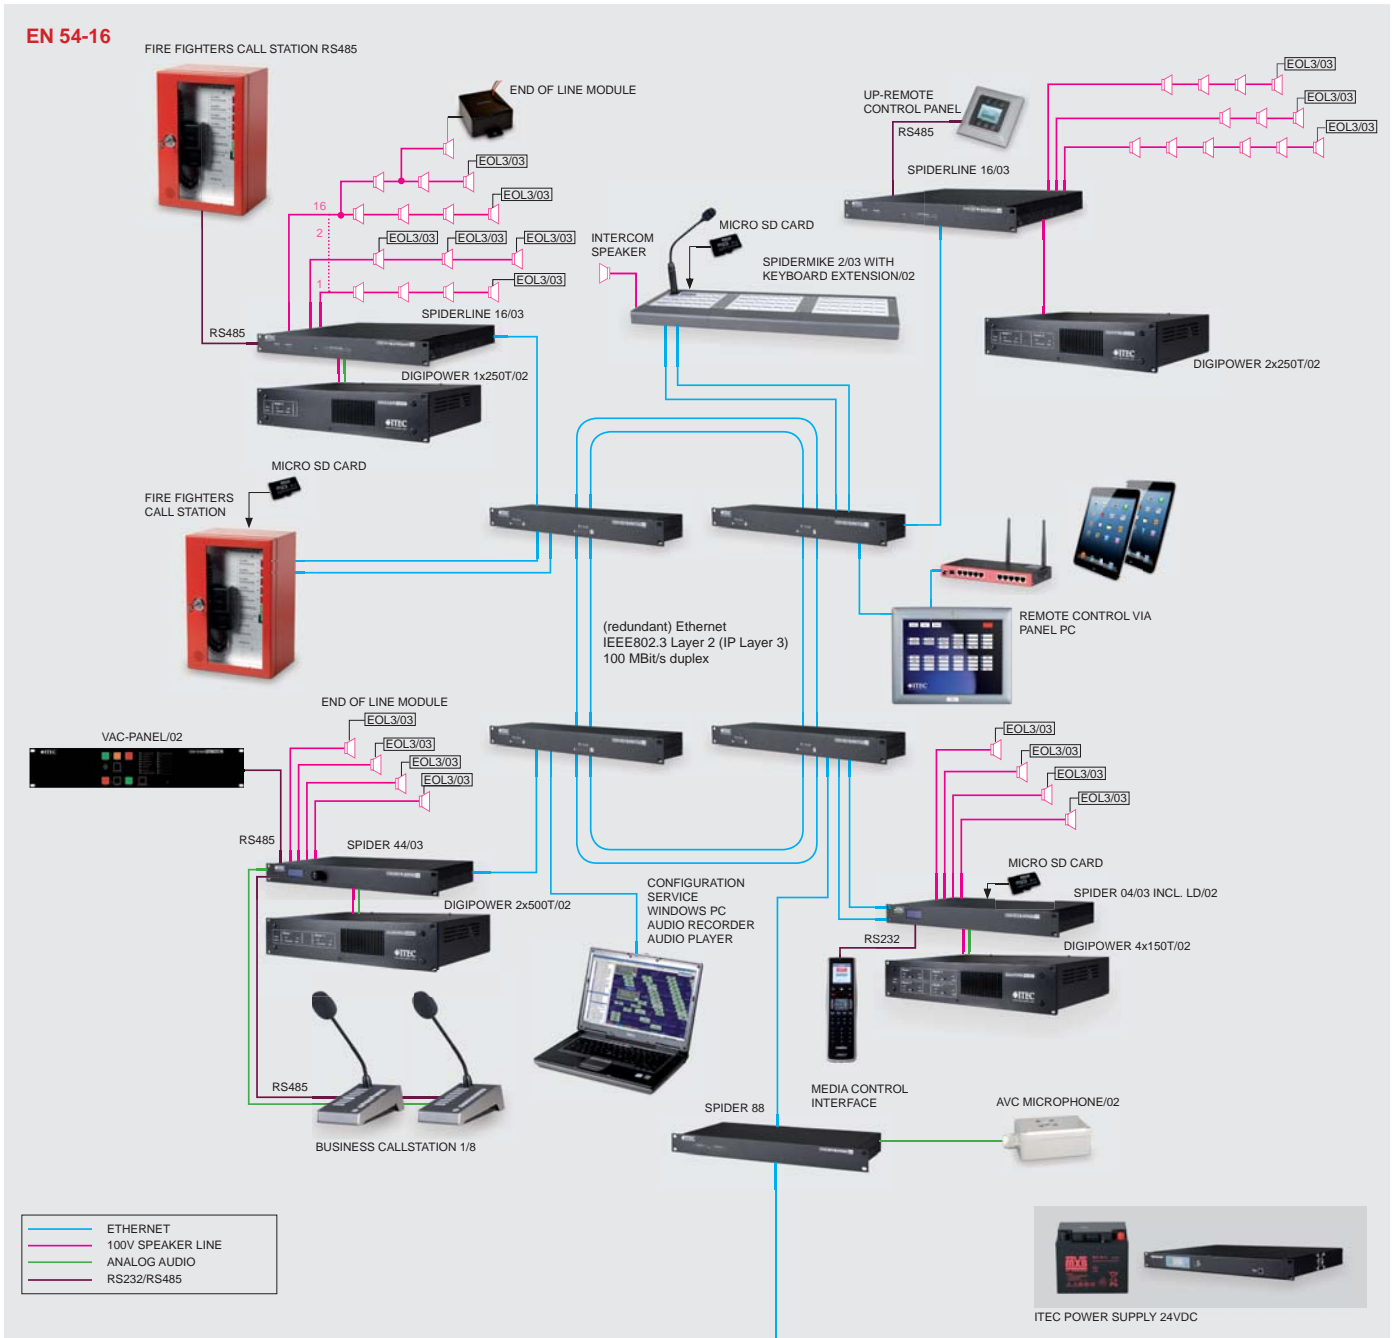 EN 54-16
FIRE FIGHTERS CALL STATION RS485
END OF LINE MODULE
EOL3/03
EOL3/03
EOL3/03
EOL3/03
EOL3/03
EOL3/03
16
2
1
RS485
SPIDERLINE 16/03
DIGIPOWER 1x250T/02
ITEC
UP-REMOTE
CONTROL PANEL
RS485
EOL3/03
EOL3/03
EOL3/03
SPIDERLINE 16/03
INTERCOM
SPEAKER
MICRO SD CARD
SPIDERMIKE 2/03 WITH
KEYBOARD EXTENSION/02
ITEC
DIGIPOWER 2x250T/02
MICRO SD CARD
FIRE FIGHTERS
CALL STATION
(redundant) Ethernet
IEEE802.3 Layer 2 (IP Layer 3)
100 MBit/s duplex
REMOTE CONTROL VIA
PANEL PC
ITEC
VAC-PANEL/02
ITEC
END OF LINE MODULE
EOL3/03
EOL3/03
EOL3/03
EOL3/03
RS485
SPIDER 44/03
DIGIPOWER 2x500T/02
ITEC
CONFIGURATION
SERVICE
WINDOWS PC
AUDIO RECORDER
AUDIO PLAYER
EOL3/03
EOL3/03
EOL3/03
EOL3/03
MICRO SD CARD
SPIDER 04/03 INCL. LD/02
RS232
DIGIPOWER 4x150T/02
ITEC
RS485
BUSINESS CALLSTATION 1/8
MEDIA CONTROL
INTERFACE
SPIDER 88
AVC MICROPHONE/02
ETHERNET
100V SPEAKER LINE
ANALOG AUDIO
RS232/RS485
MXB
ITEC POWER SUPPLY 24VDC